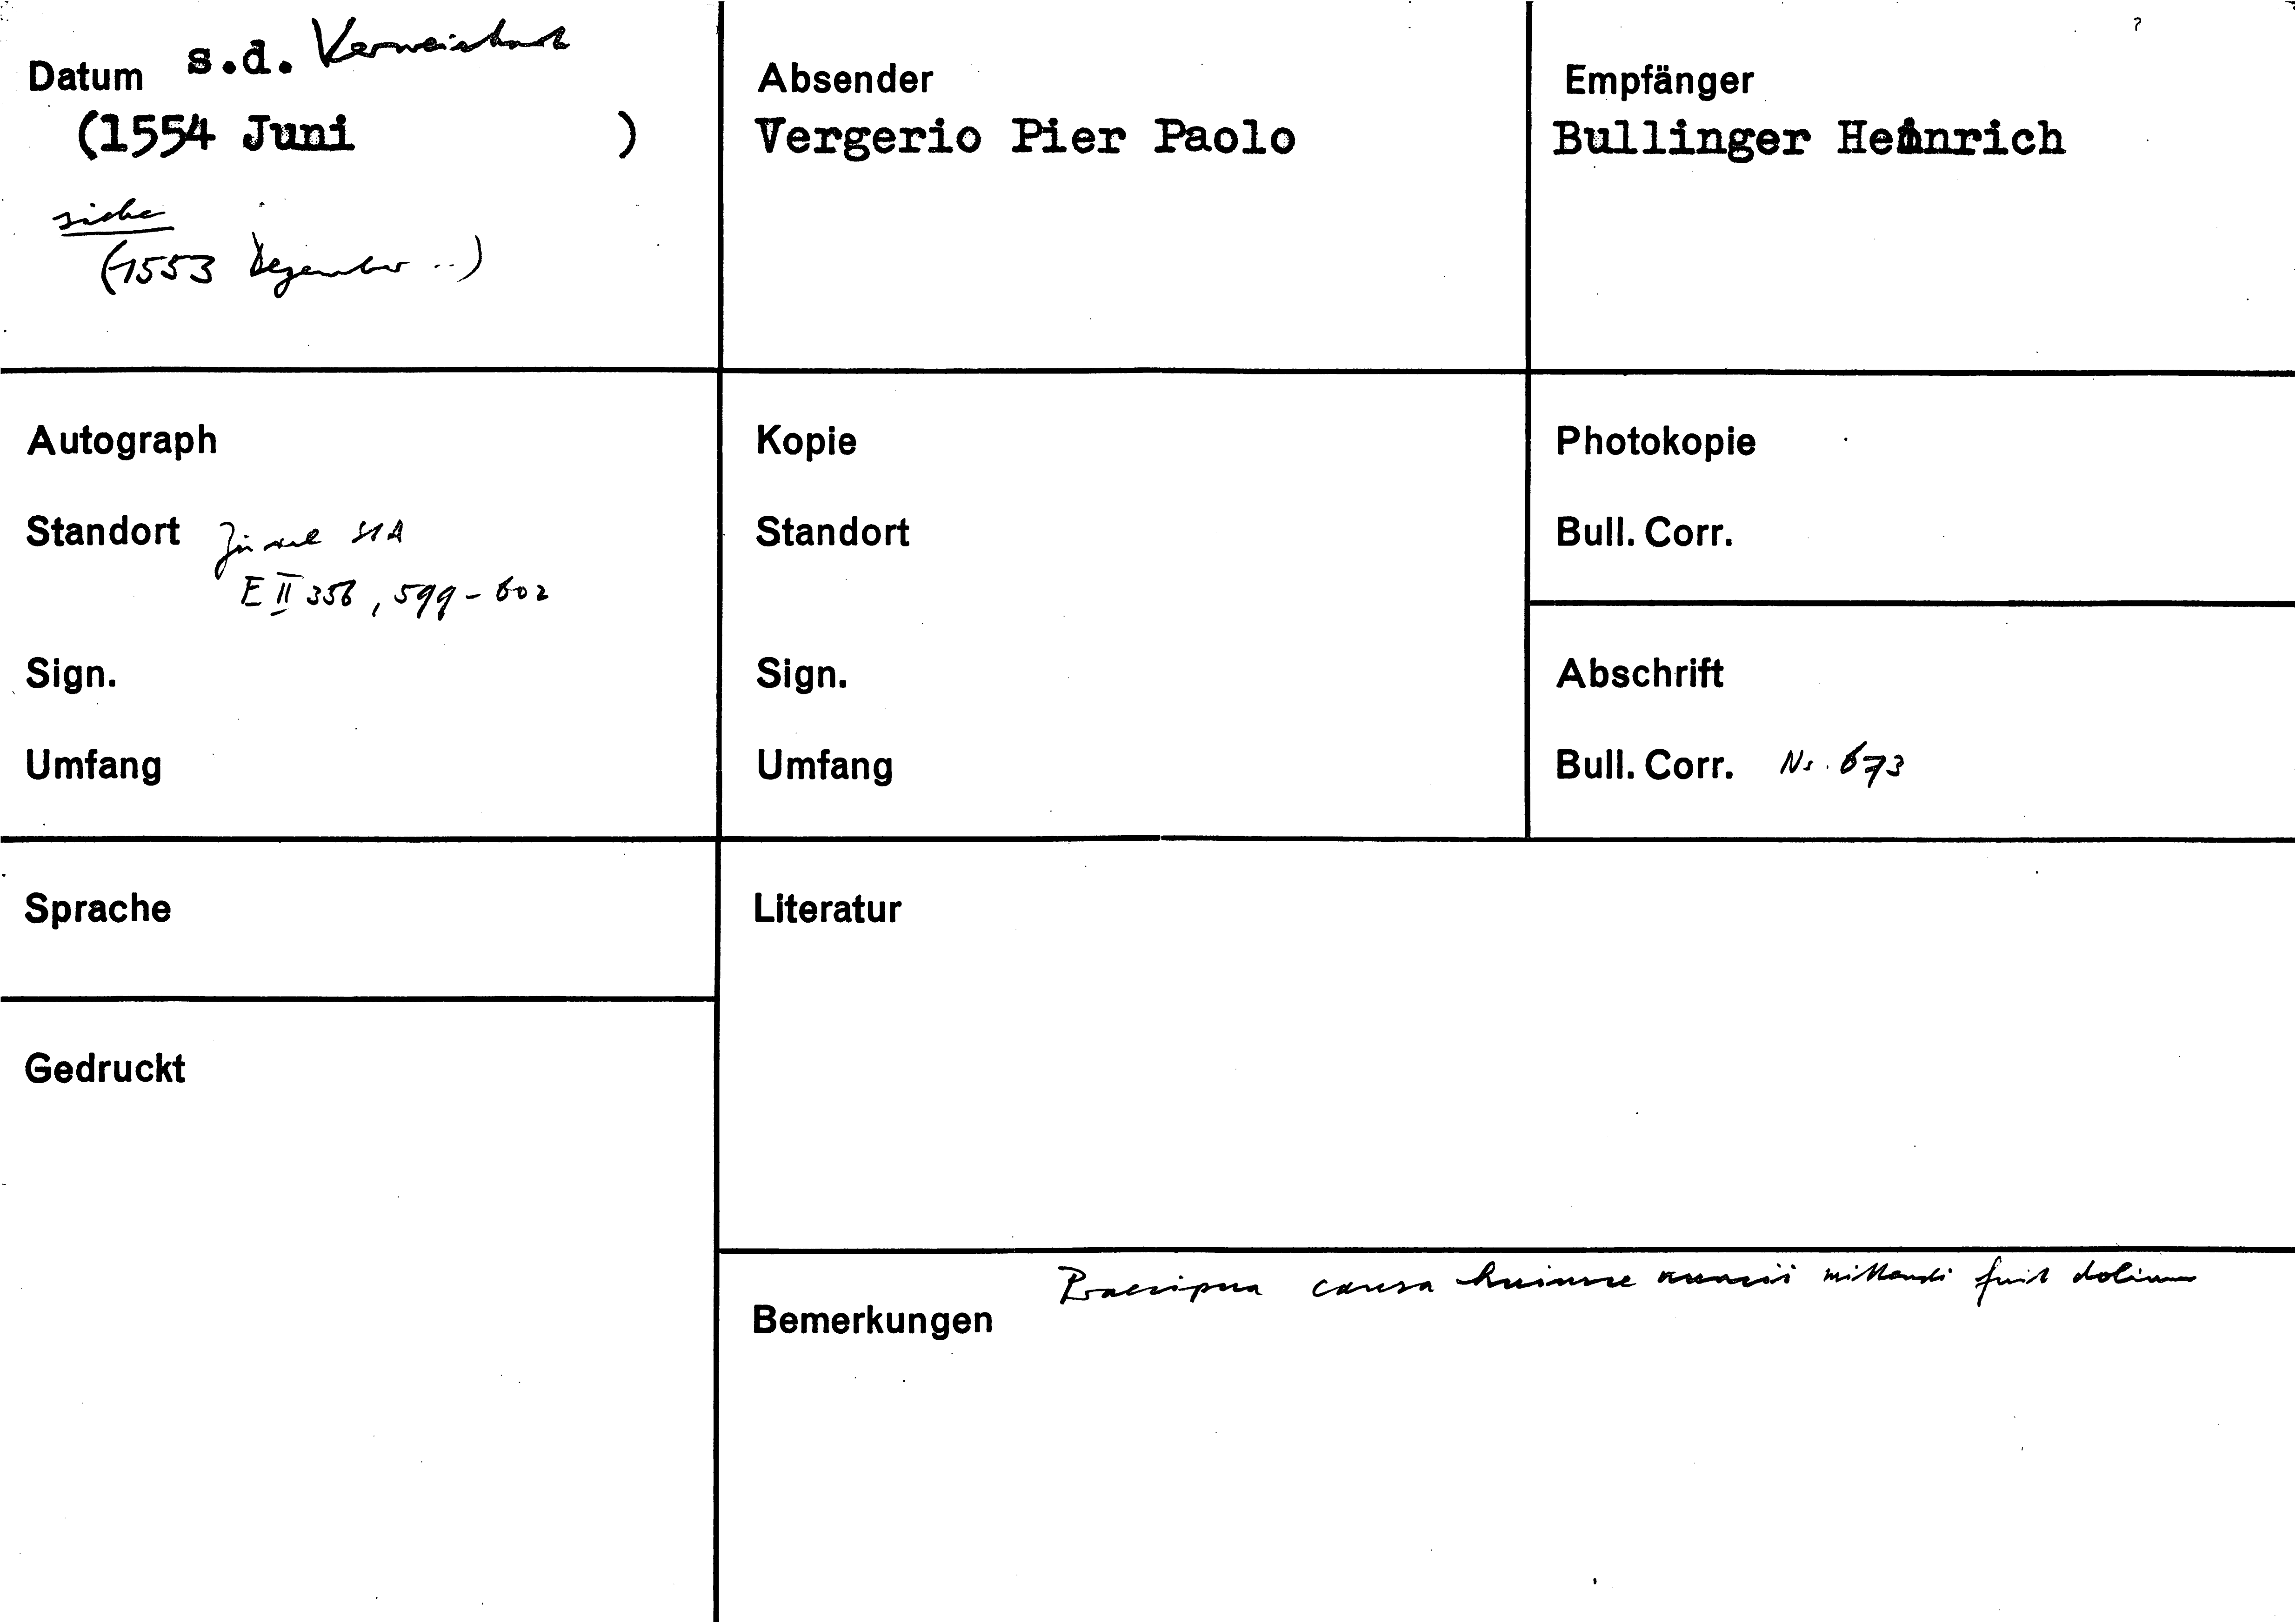 Datum s.d. Verweiskarte
(1554 Juni )
siehe
(1553 Dezember ..)
Absender
Vergerio Pier Paolo
?
Empfänger
Bullinger Heinrich
Autograph
Standort Zürich StA
E II 356, 599-602
Sign.
Umfang
Kopie
Standort
Sign.
Umfang
Photokopie
Bull. Corr.
Abschrift
Bull. Corr. Nr. 673
Sprache
Literatur
Gedruckt
Praecipua causa huiusce nuncii mittendi fuit
Bemerkungen